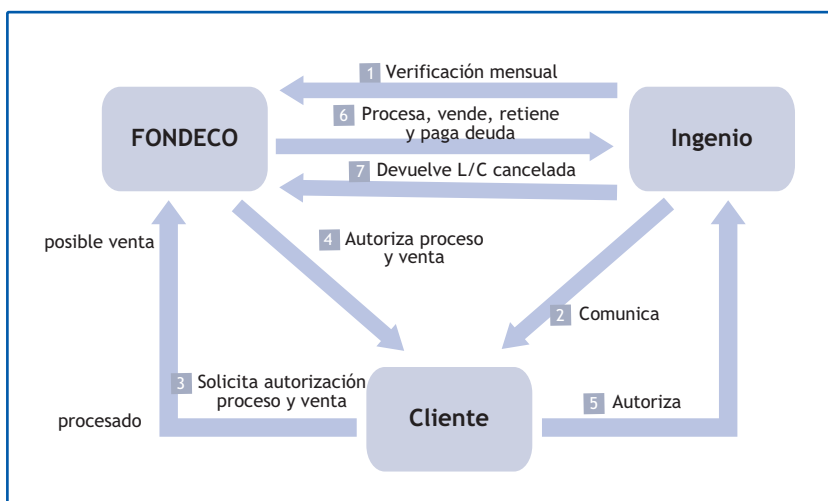 1 Verificación mensual
FONDECO
6 Procesa, vende, retiene
y paga deuda
Ingenio
7 Devuelve L/C cancelada
posible venta
4 Autoriza proceso
y venta
2 Comunica
3 Solicita autorización
proceso y venta
procesado
Cliente
5 Autoriza